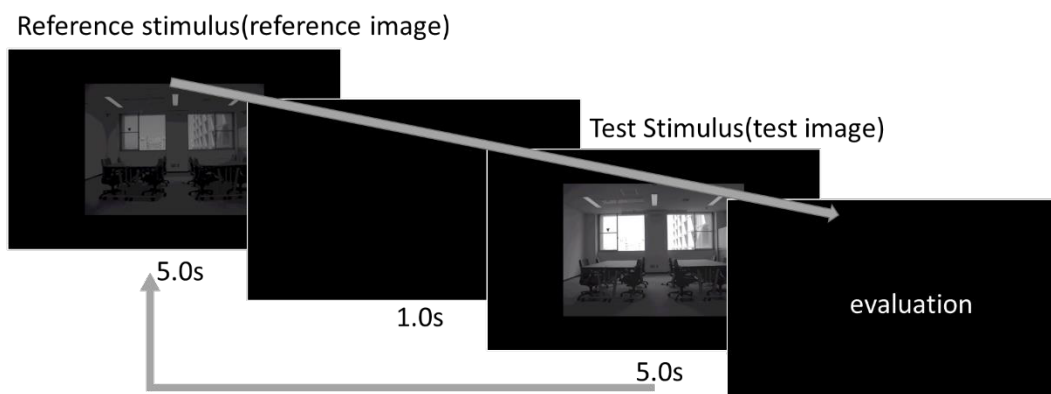 Reference stimulus(reference image)
Test Stimulus(test image)
5.0s
1.0s
evaluation
5.0s